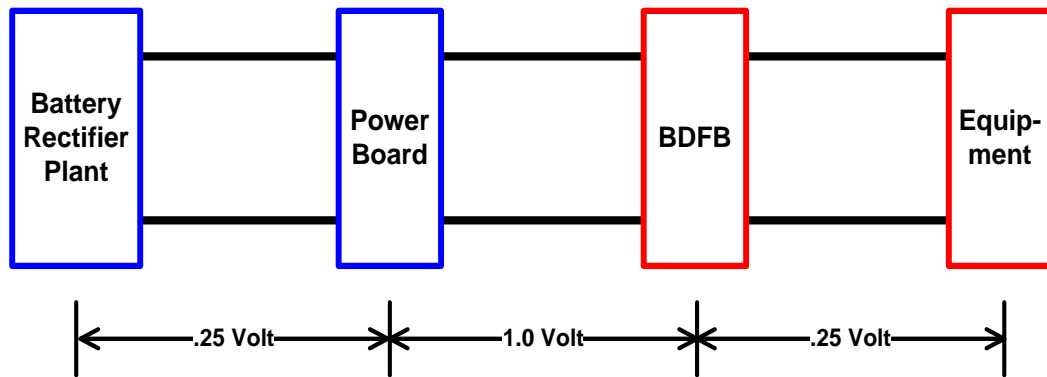 Battery
Rectifier
Plant
Power
Board
BDFB
Equip-
ment
.25 Volt
1.0 Volt
.25 Volt